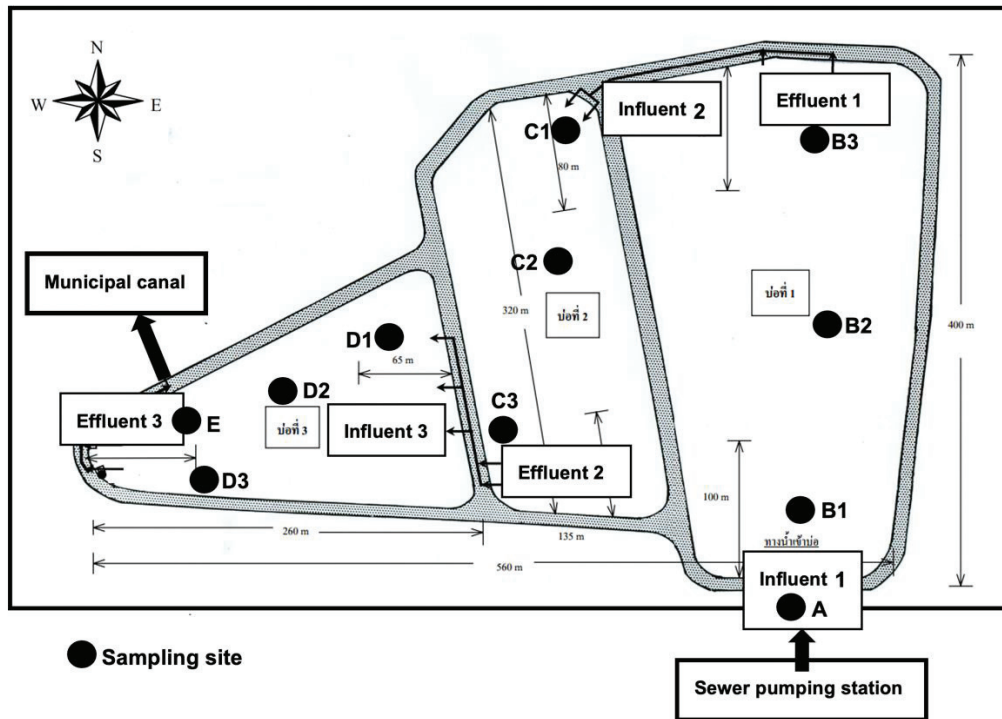 N
W
E
S
Influent 2
Effluent 1
C1
B3
80 m
C2
Municipal canal
บ่อที่ 1
320 m
บ่อที่ 2
B2
400 m
D1
65 m
D2
C3
Effluent 3
E
บ่อที่ 3
Influent 3
Effluent 2
D3
100 m
B1
260 m
135 m
ทางน้ำเข้าบ่อ
560 m
Influent 1
A
Sampling site
Sewer pumping station